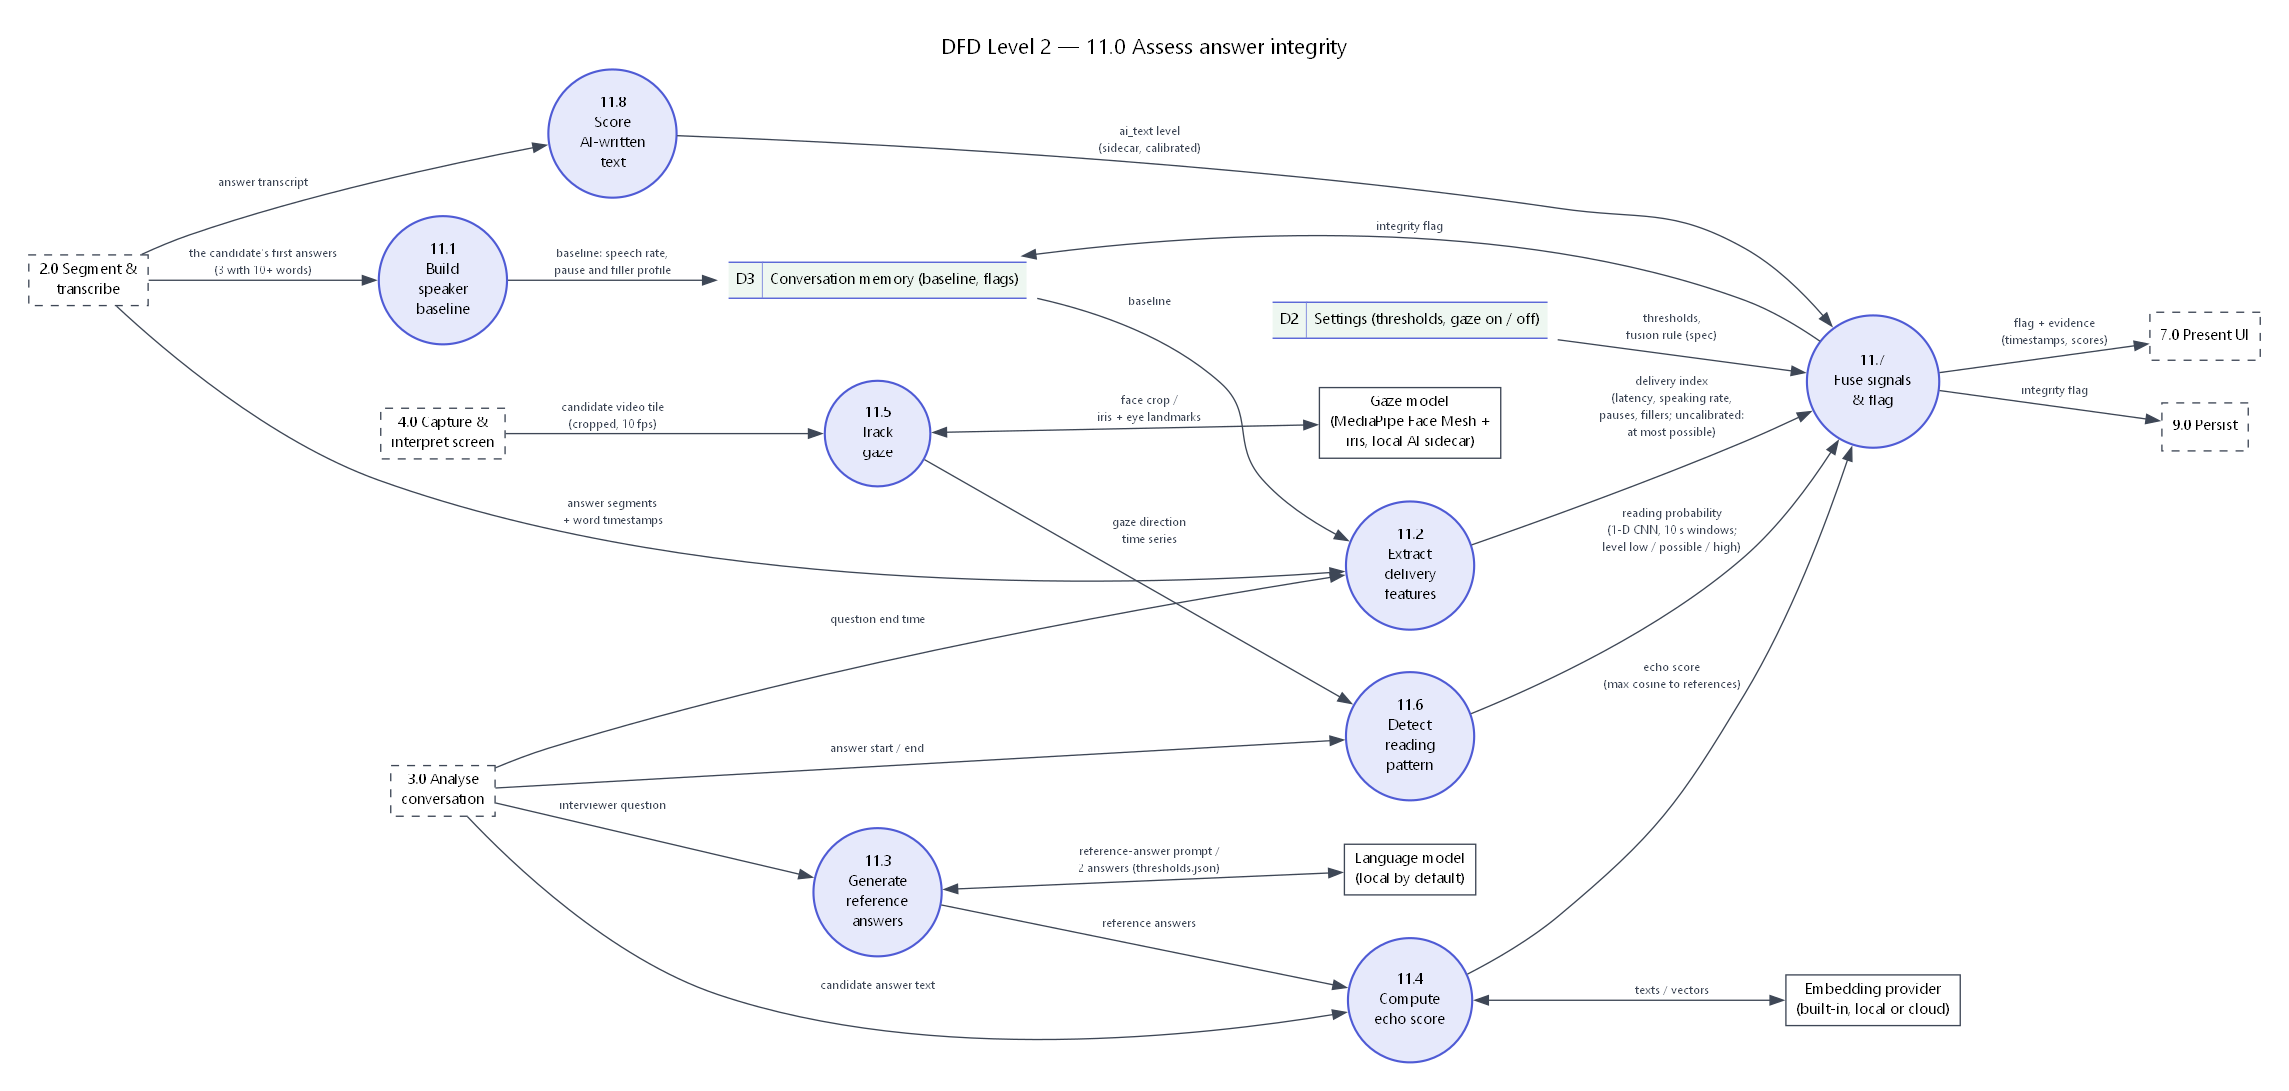 DFD Level 2 — 11.0 Assess answer integrity
11.8
Score
AI-written
text
ai_text level
(sidecar, calibrated)
answer transcript
integrity flag
the candidate's first answers
(3 with 10+ words)
11.1
Build
speaker
baseline
baseline: speech rate,
pause and filler profile
2.0 Segment &
transcribe
D3
Conversation memory (baseline, flags)
baseline
D2
Settings (thresholds, gaze on / off)
thresholds,
fusion rule (spec)
11.7
Fuse signals
& flag
flag + evidence
(timestamps, scores)
7.0 Present UI
integrity flag
9.0 Persist
delivery index
(latency, speaking rate,
pauses, fillers; uncalibrated:
at most possible)
4.0 Capture &
interpret screen
candidate video tile
(cropped, 10 fps)
11.5
Track
gaze
face crop /
iris + eye landmarks
Gaze model
(MediaPipe Face Mesh +
iris, local AI sidecar)
answer segments
+ word timestamps
gaze direction
time series
11.2
Extract
delivery
features
reading probability
(1-D CNN, 10 s windows;
level low / possible / high)
question end time
echo score
(max cosine to references)
11.6
Detect
reading
pattern
answer start / end
3.0 Analyse
conversation
interviewer question
11.3
Generate
reference
answers
reference-answer prompt /
2 answers (thresholds.json)
Language model
(local by default)
reference answers
candidate answer text
11.4
Compute
echo score
texts / vectors
Embedding provider
(built-in, local or cloud)